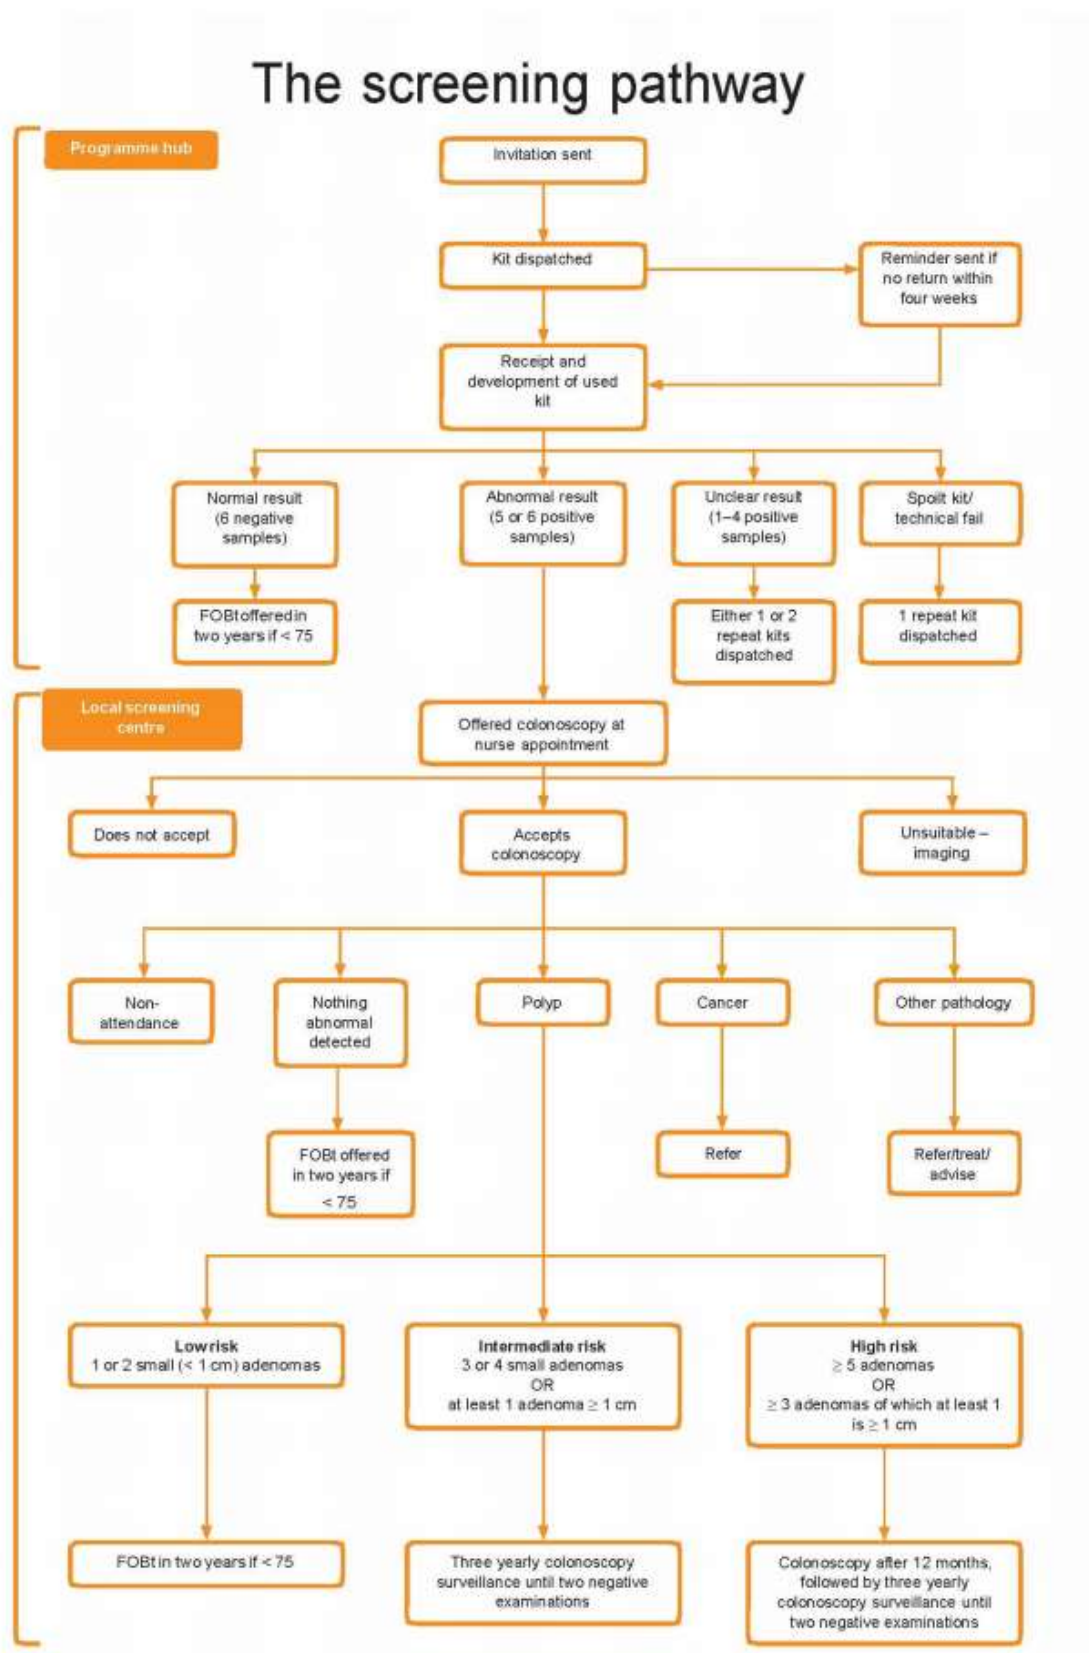 The screening pathway
Programme hub
Invitation sent
Kit dispatched
Reminder sent if
no return within
four weeks
Receipt and
development of used
kit
Normal result
(6 negative
samples)
Abnormal result
(5 or 6 positive
samples)
Unclear result
(1–4 positive
samples)
Spoilt kit/
technical fail
FOBt offered in
two years if < 75
Either 1 or 2
repeat kits
dispatched
1 repeat kit
dispatched
Local screening
centre
Offered colonoscopy at
nurse appointment
Does not accept
Accepts
colonoscopy
Unsuitable –
imaging
Non-
attendance
Nothing
abnormal
detected
Polyp
Cancer
Other pathology
FOBt offered
in two years if
< 75
Refer
Refer/treat/
advise
Low risk
1 or 2 small (< 1 cm) adenomas
Intermediate risk
3 or 4 small adenomas
OR
at least 1 adenoma ≥ 1 cm
High risk
≥ 5 adenomas
OR
≥ 3 adenomas of which at least 1
is ≥ 1 cm
FOBt in two years if < 75
Three yearly colonoscopy
surveillance until two negative
examinations
Colonoscopy after 12 months,
followed by three yearly
colonoscopy surveillance until
two negative examinations